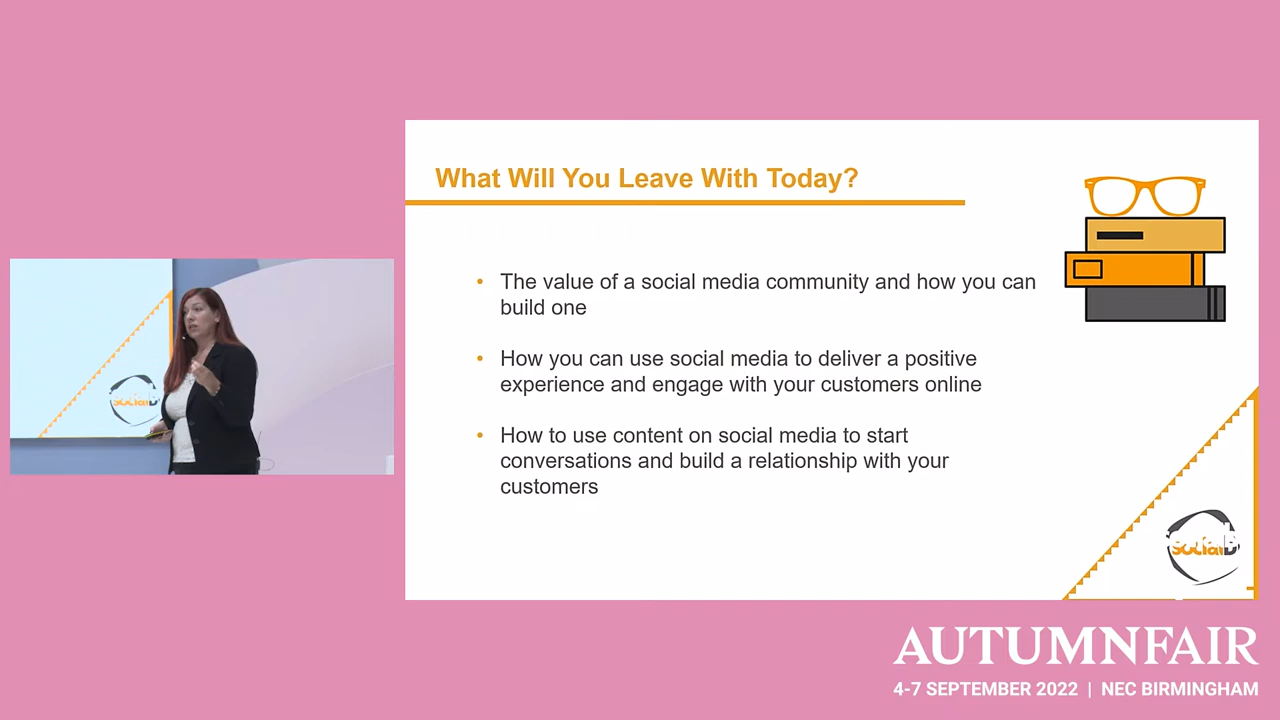 What Will You Leave With Today?
• The value of a social media community and how you can
build one
• How you can use social media to deliver a positive
experience and engage with your customers online
• How to use content on social media to start
conversations and build a relationship with your
customers
socialB
socialB
AUTUMNFAIR
4-7 SEPTEMBER 2022 | NEC BIRMINGHAM